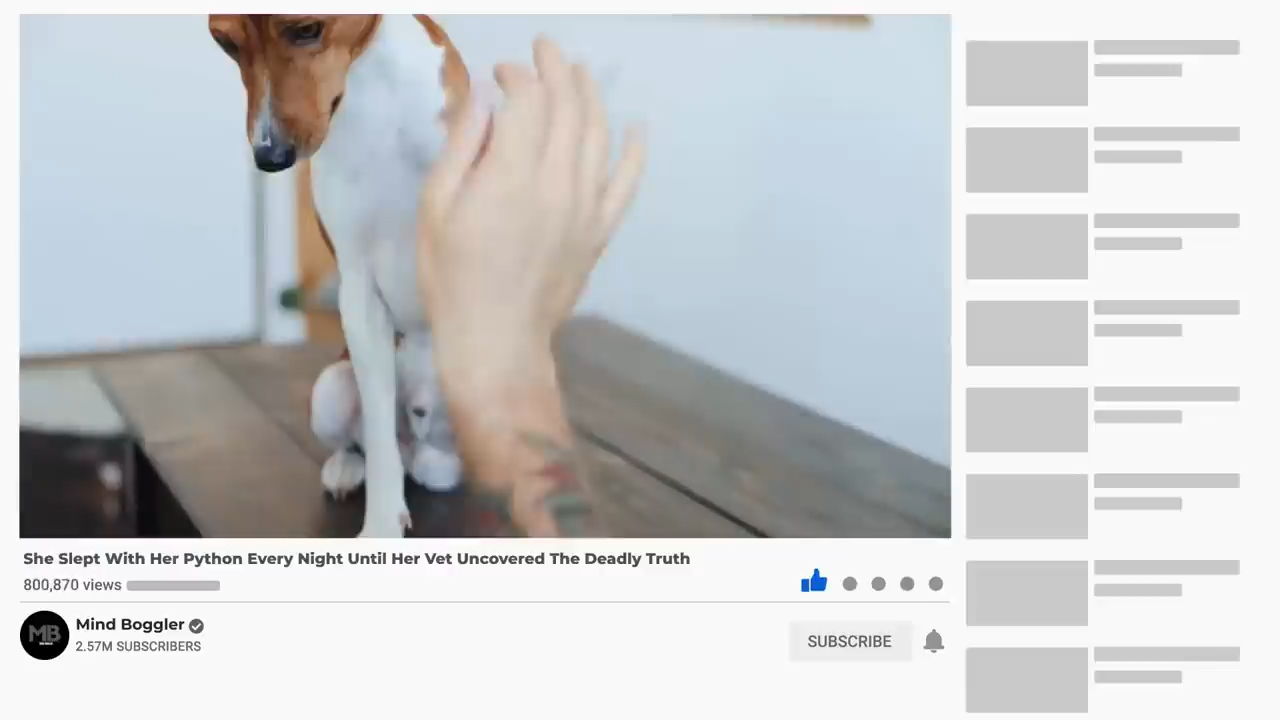 She Slept With Her Python Every Night Until Her Vet Uncovered The Deadly Truth
800,870 views
MB
Mind Boggler
2.57M SUBSCRIBERS
SUBSCRIBE